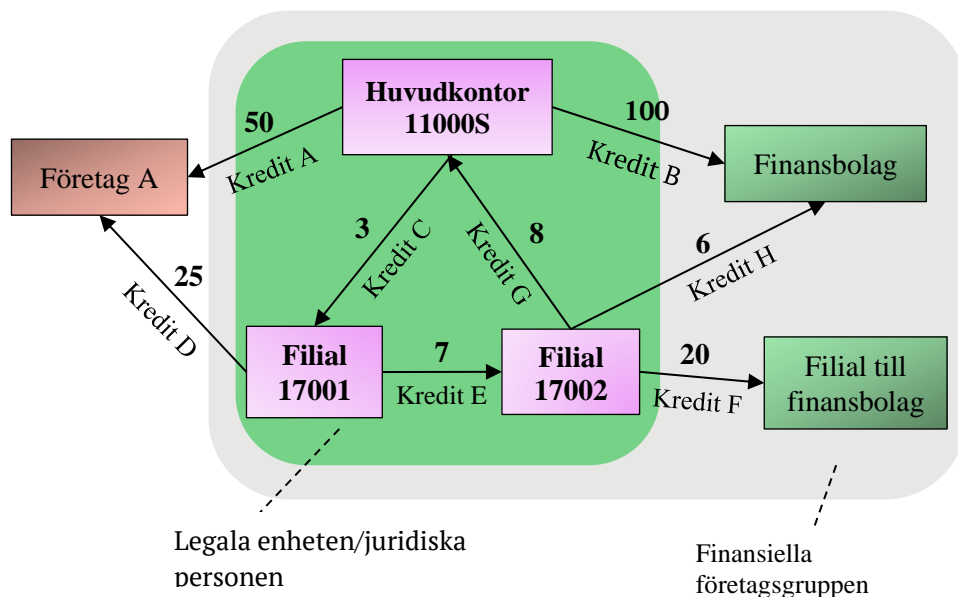 Huvudkontor
11000S
50
Kredit A
100
Kredit B
Företag A
Finansbolag
3
Kredit C
8
Kredit G
6
Kredit H
25
Kredit D
Filial
17001
7
Kredit E
Filial
17002
20
Kredit F
Filial till
finansbolag
Legala enheten/juridiska
personen
Finansiella
företagsgruppen